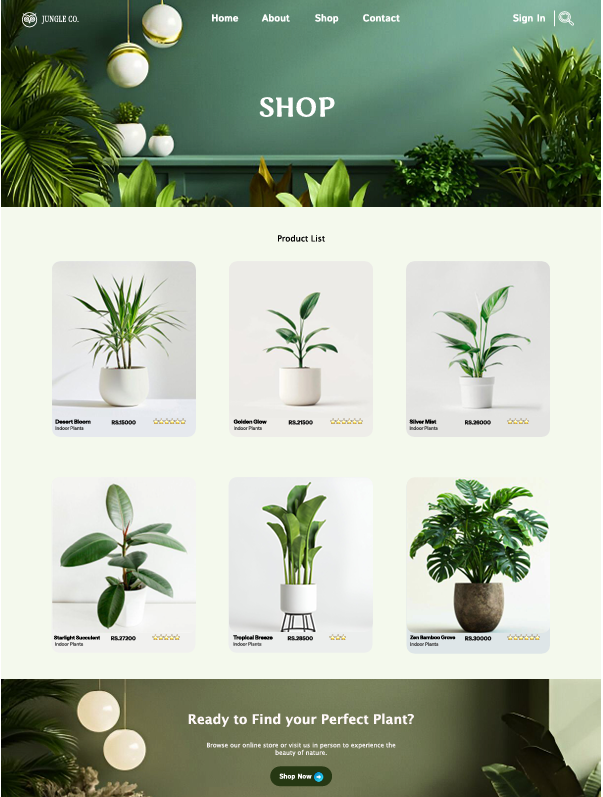 JUNGLE CO.
Home About Shop Contact
Sign In
SHOP
Product List
Desert Bloom RS.15000
Indoor Plants
Golden Glow RS.21500
Indoor Plants
Silver Mist RS.26000
Indoor Plants
Starlight Succulent RS.27200
Indoor Plants
Tropical Breeze RS.28500
Indoor Plants
Zen Bamboo Grove RS.30000
Indoor Plants
Ready to Find your Perfect Plant?
Browse our online store or visit us in person to experience the
beauty of nature.
Shop Now